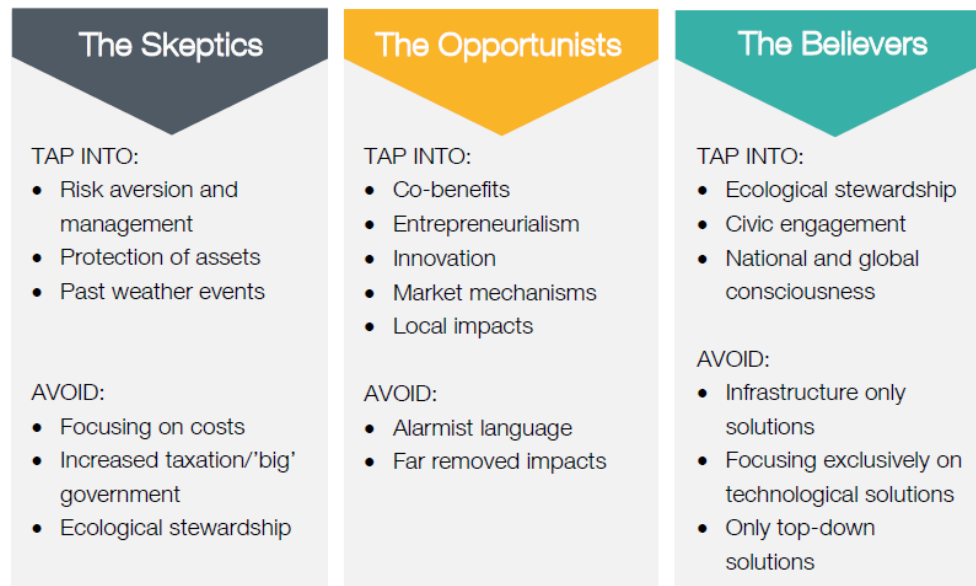 The Skeptics
TAP INTO:
• Risk aversion and
management
• Protection of assets
• Past weather events
AVOID:
• Focusing on costs
• Increased taxation/’big’
government
• Ecological stewardship
The Opportunists
TAP INTO:
• Co-benefits
• Entrepreneurialism
• Innovation
• Market mechanisms
• Local impacts
AVOID:
• Alarmist language
• Far removed impacts
The Believers
TAP INTO:
• Ecological stewardship
• Civic engagement
• National and global
consciousness
AVOID:
• Infrastructure only
solutions
• Focusing exclusively on
technological solutions
• Only top-down
solutions